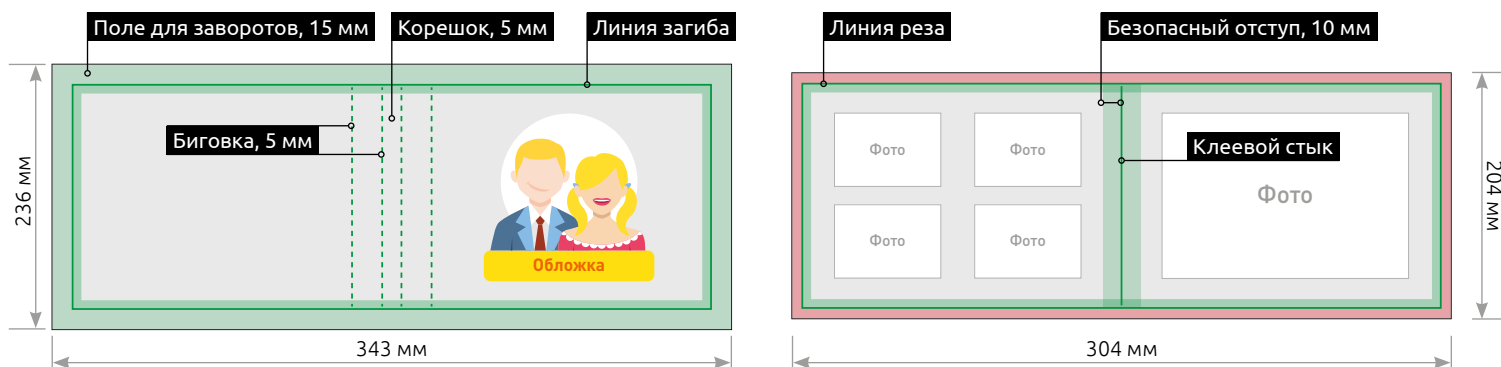 Поле для заворотов, 15 мм
Корешок, 5 мм
Линия загиба
Биговка, 5 мм
Обложка
236 мм
343 мм
Линия реза
Безопасный отступ, 10 мм
Клеевой стык
Фото
Фото
Фото
Фото
Фото
204 мм
304 мм